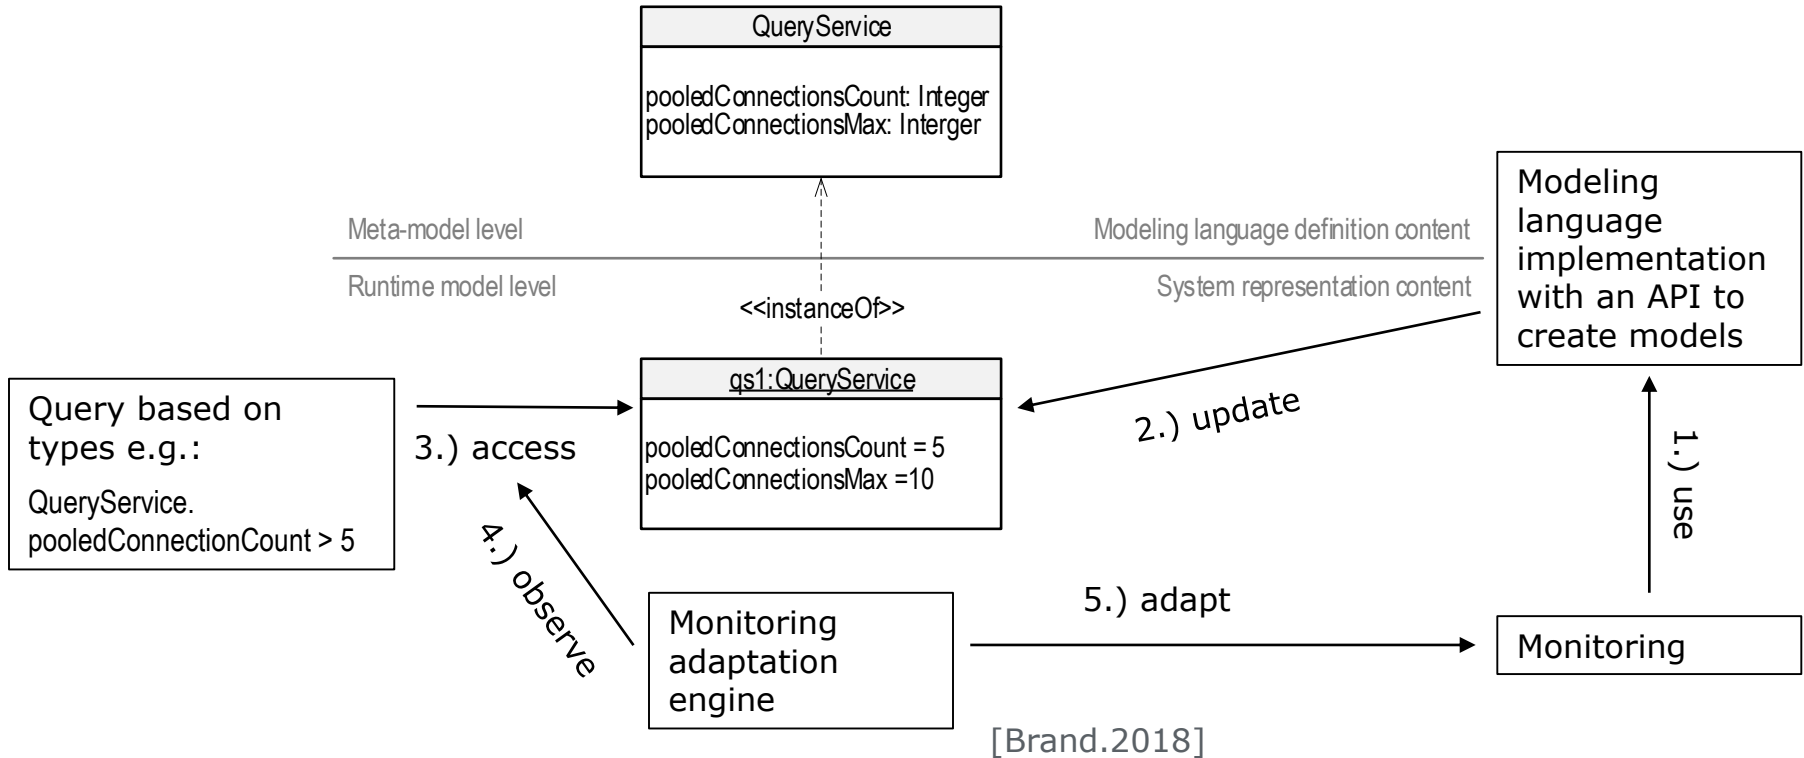 QueryService
pooledConnectionsCount: Integer
pooledConnectionsMax: Interger
Meta-model level
Modeling language definition content
Runtime model level
System representation content
<<instanceOf>>
Modeling
language
implementation
with an API to
create models
qs1:QueryService
pooledConnectionsCount = 5
pooledConnectionsMax =10
Query based on
types e.g.:
QueryService.
pooledConnectionCount > 5
3.) access
2.) update
1.) use
4.) observe
Monitoring
adaptation
engine
5.) adapt
Monitoring
[Brand.2018]